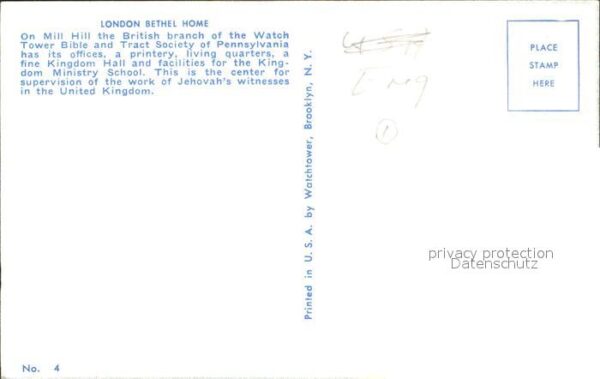 LONDON BETHEL HOME
On Mill Hill the British branch of the Watch
Tower Bible and Tract Society of Pennsylvania
has its offices, a printery, living quarters, a
fine Kingdom Hall and facilities for the King-
dom Ministry School. This is the center for
supervision of the work of Jehovah's witnesses
in the United Kingdom.
No. 4
Printed in U. S. A. by Watchtower, Brooklyn, N. Y.
Eng
1
PLACE
STAMP
HERE
privacy protection
Datenschutz